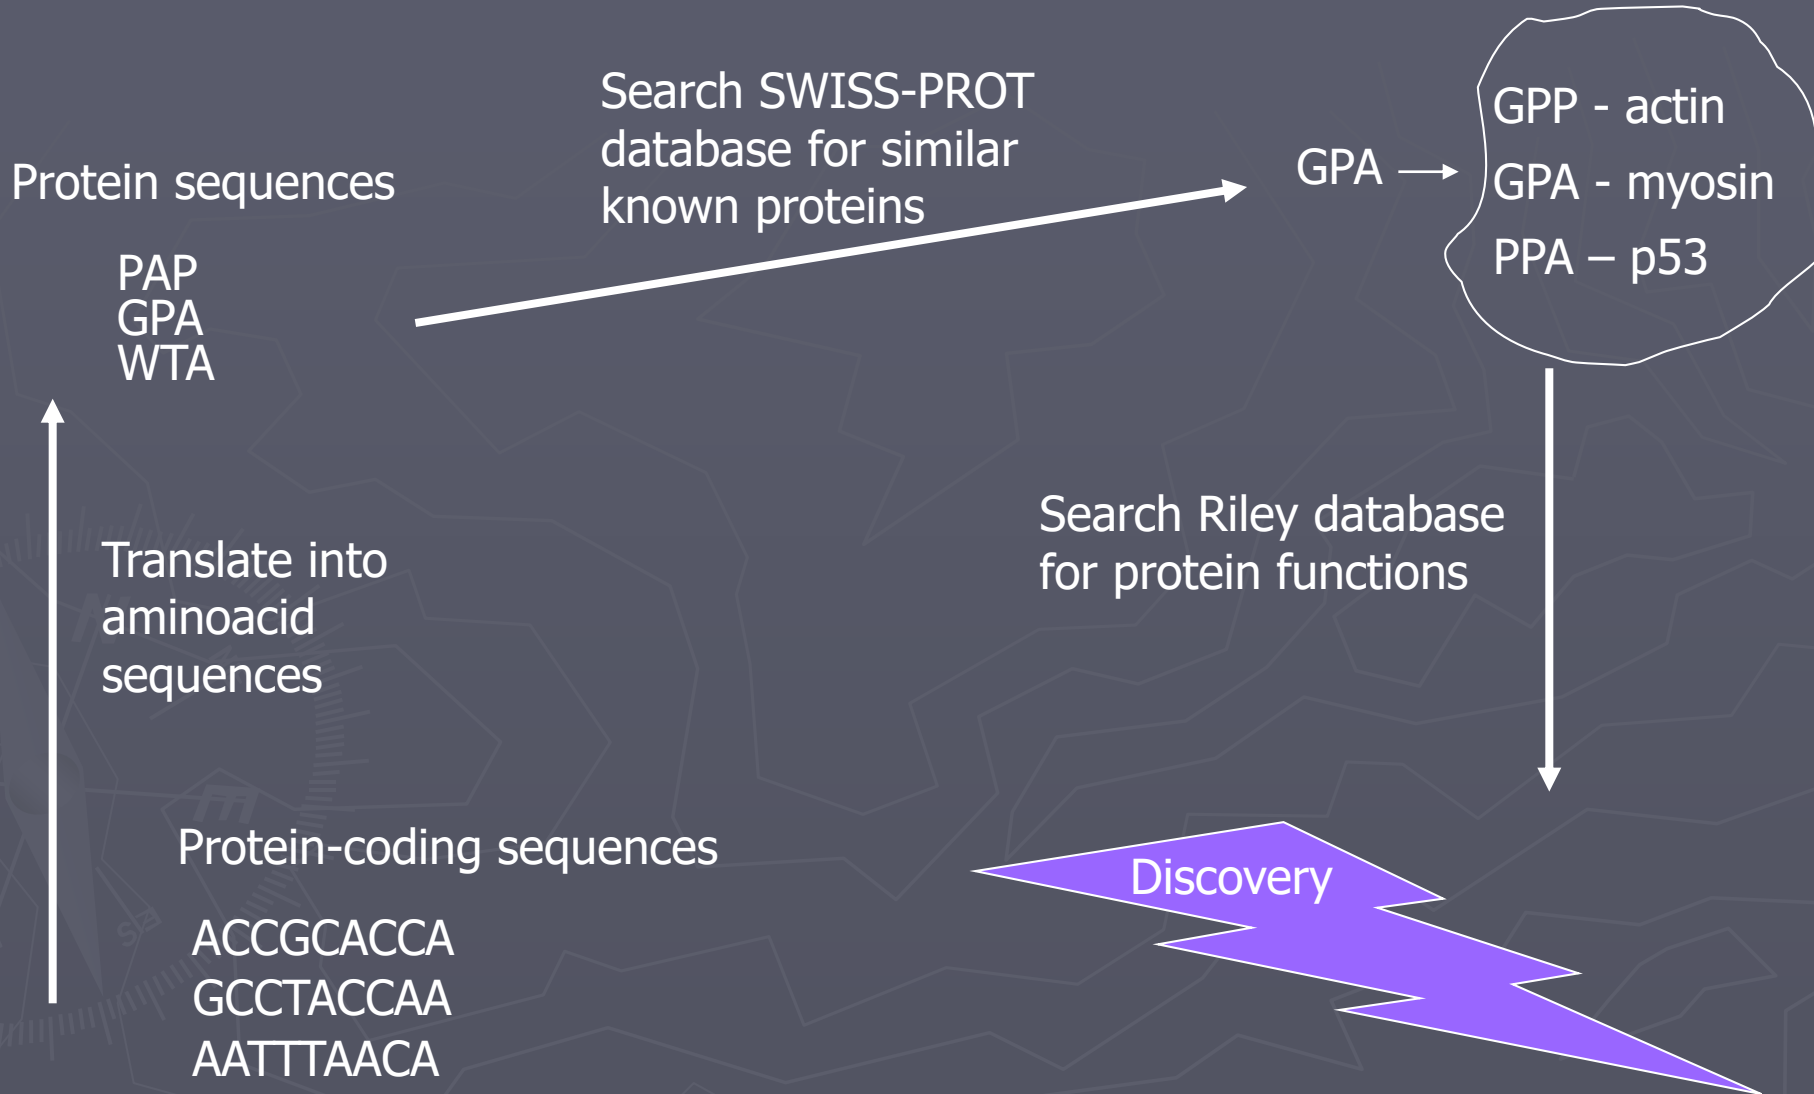 Protein sequences
PAP
GPA
WTA
Search SWISS-PROT
database for similar
known proteins
GPA
GPP - actin
GPA - myosin
PPA – p53
Translate into
aminoacid
sequences
Search Riley database
for protein functions
Protein-coding sequences
ACCGCACCA
GCCTACCAA
AATTTAACA
Discovery
N
E
ES